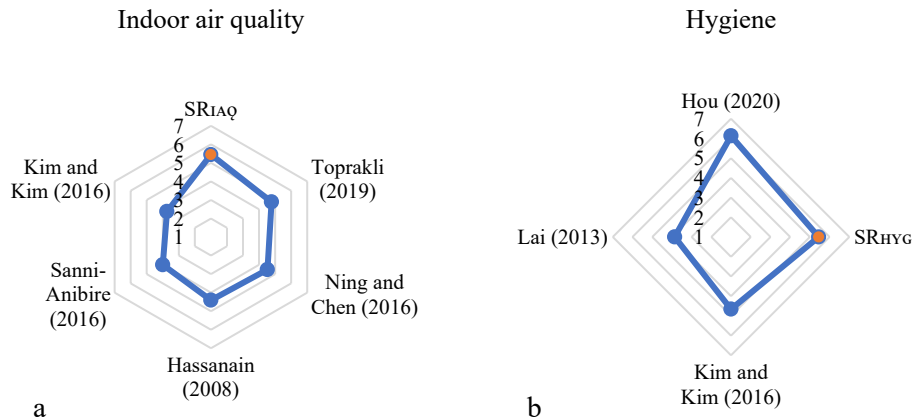 Indoor air quality
SRIAQ
7
6
5
4
3
2
1
Kim and
Kim (2016)
Toprakli
(2019)
Sanni-
Anibire
(2016)
Ning and
Chen (2016)
Hassanain
(2008)
a
Hygiene
Hou (2020)
7
6
5
4
3
2
1
Lai (2013)
SRHYG
Kim and
Kim (2016)
b